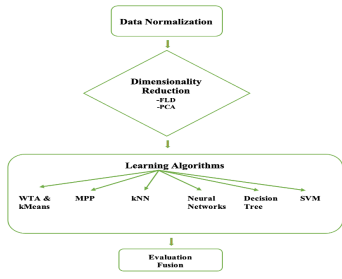 Data Normalization
Dimensionality
Reduction
-FLD
-PCA
Learning Algorithms
WTA &
kMeans
MPP
kNN
Neural
Networks
Decision
Tree
SVM
Evaluation
Fusion